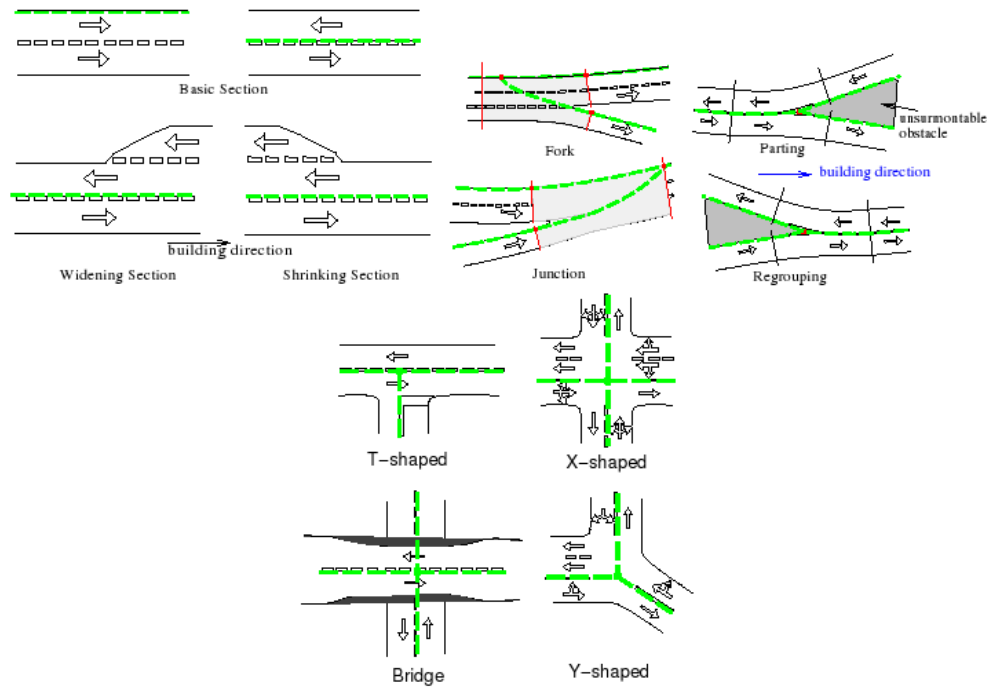 Basic Section
Fork
Parting
unsurmountable
obstacle
building direction
building direction
Widening Section
Shrinking Section
Junction
Regrouping
T-shaped
X-shaped
Bridge
Y-shaped